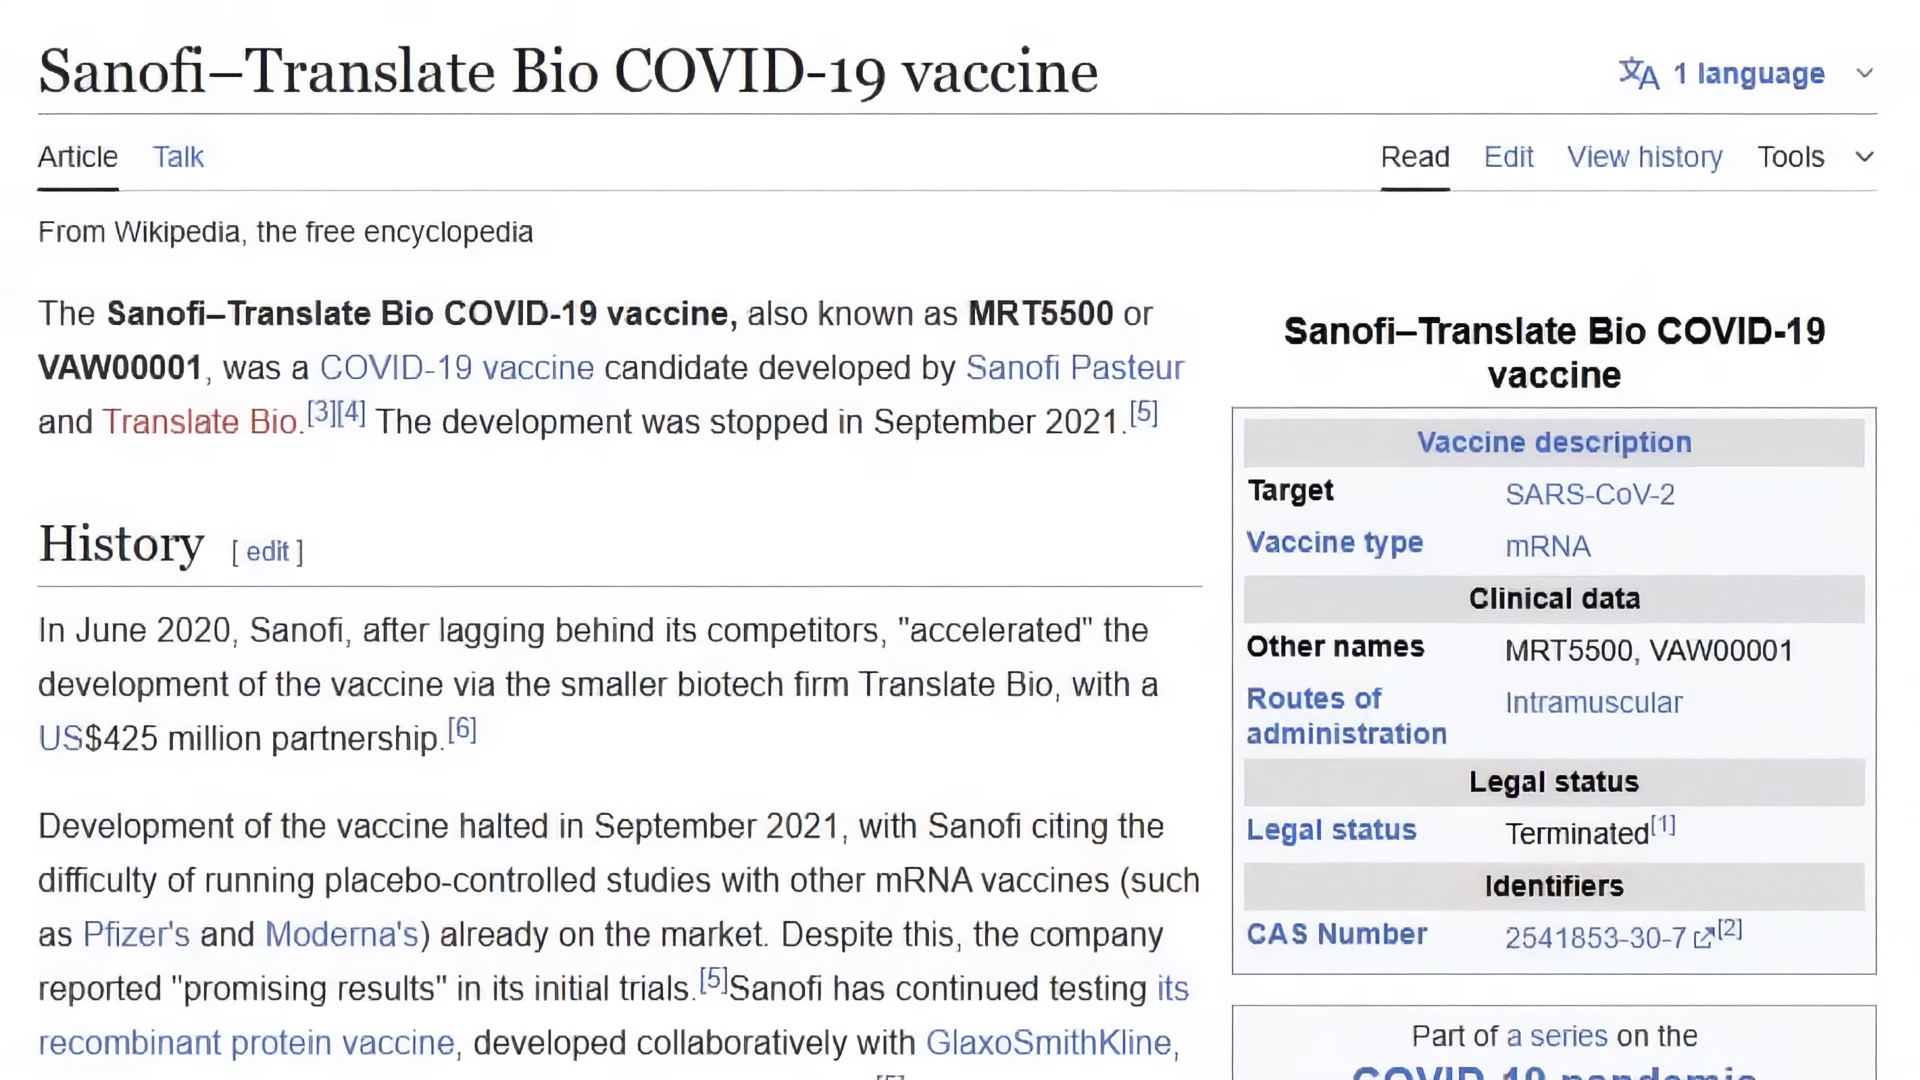 Sanofi–Translate Bio COVID-19 vaccine
1 language
Article Talk
Read Edit View history Tools
From Wikipedia, the free encyclopedia
The Sanofi–Translate Bio COVID-19 vaccine, also known as MRT5500 or
VAW00001, was a COVID-19 vaccine candidate developed by Sanofi Pasteur
and Translate Bio.[3][4] The development was stopped in September 2021.[5]
History [ edit ]
In June 2020, Sanofi, after lagging behind its competitors, "accelerated" the
development of the vaccine via the smaller biotech firm Translate Bio, with a
US$425 million partnership.[6]
Development of the vaccine halted in September 2021, with Sanofi citing the
difficulty of running placebo-controlled studies with other mRNA vaccines (such
as Pfizer's and Moderna's) already on the market. Despite this, the company
reported "promising results" in its initial trials.[5]Sanofi has continued testing its
recombinant protein vaccine, developed collaboratively with GlaxoSmithKline,
Sanofi–Translate Bio COVID-19
vaccine
Vaccine description
Target SARS-CoV-2
Vaccine type mRNA
Clinical data
Other names MRT5500, VAW00001
Routes of Intramuscular
administration
Legal status
Legal status Terminated[1]
Identifiers
CAS Number 2541853-30-7 [2]
Part of a series on the
COVID-19 pandemic